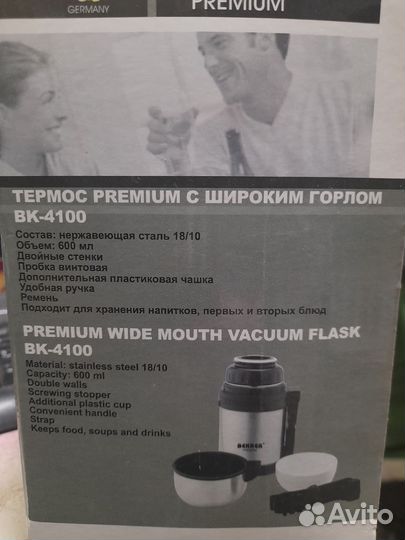 GERMANY
PREMIUM
ТЕРМОС PREMIUM С ШИРОКИМ ГОРЛОМ
BK-4100
Состав: нержавеющая сталь 18/10
Объем: 600 мл
Двойные стенки
Пробка винтовая
Дополнительная пластиковая чашка
Удобная ручка
Ремень
Подходит для хранения напитков, первых и вторых блюд
PREMIUM WIDE MOUTH VACUUM FLASK
BK-4100
Material: stainless steel 18/10
Capacity: 600 ml
Double walls
Screwing stopper
Additional plastic cup
Convenient handle
Strap
Keeps food, soups and drinks
BEKKER
Avito